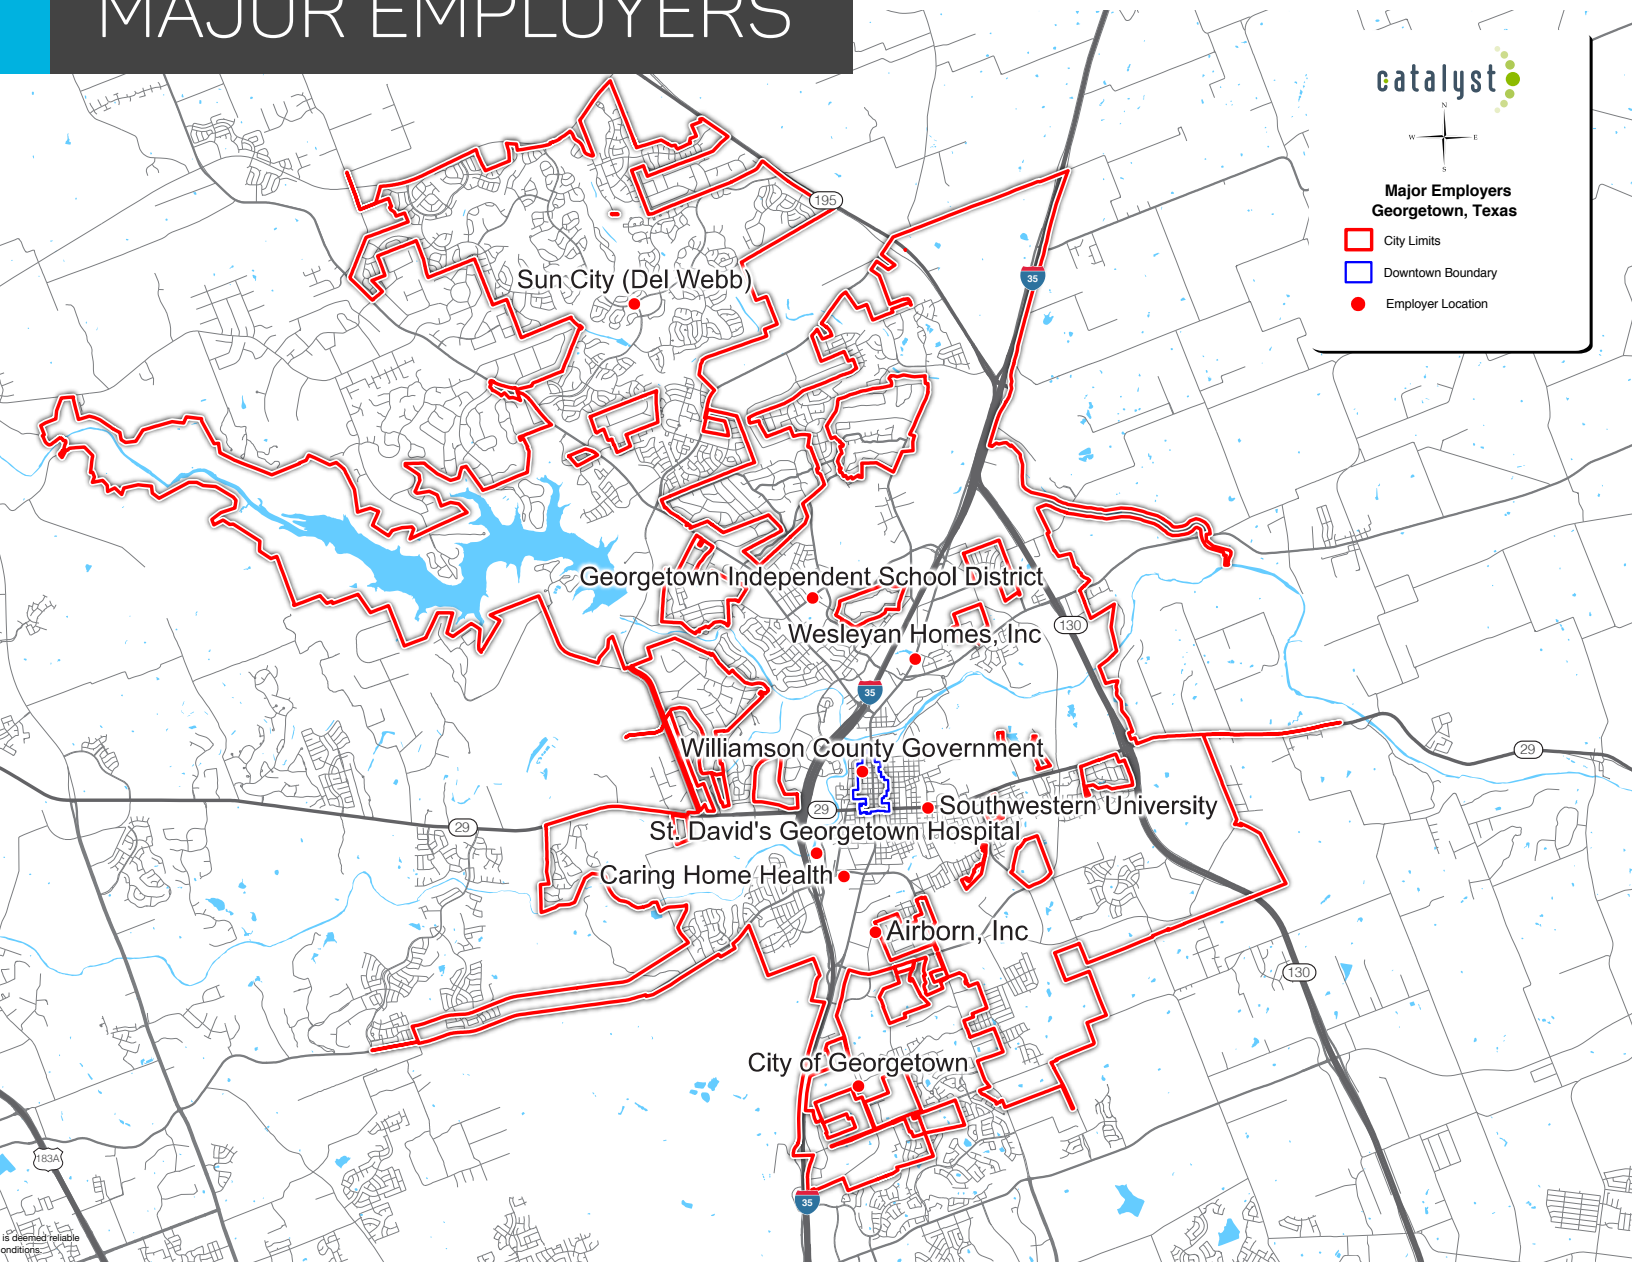 MAJOR EMPLOYERS
catalyst
N
W E
S
Major Employers
Georgetown, Texas
City Limits
Downtown Boundary
Employer Location
195
35
Sun City (Del Webb)
Georgetown Independent School District
130
Wesleyan Homes, Inc
35
Williamson County Government
29
29
Southwestern University
29
St. David's Georgetown Hospital
Caring Home Health
Airborn, Inc
130
City of Georgetown
183A
35
is deemed reliable
onditions.